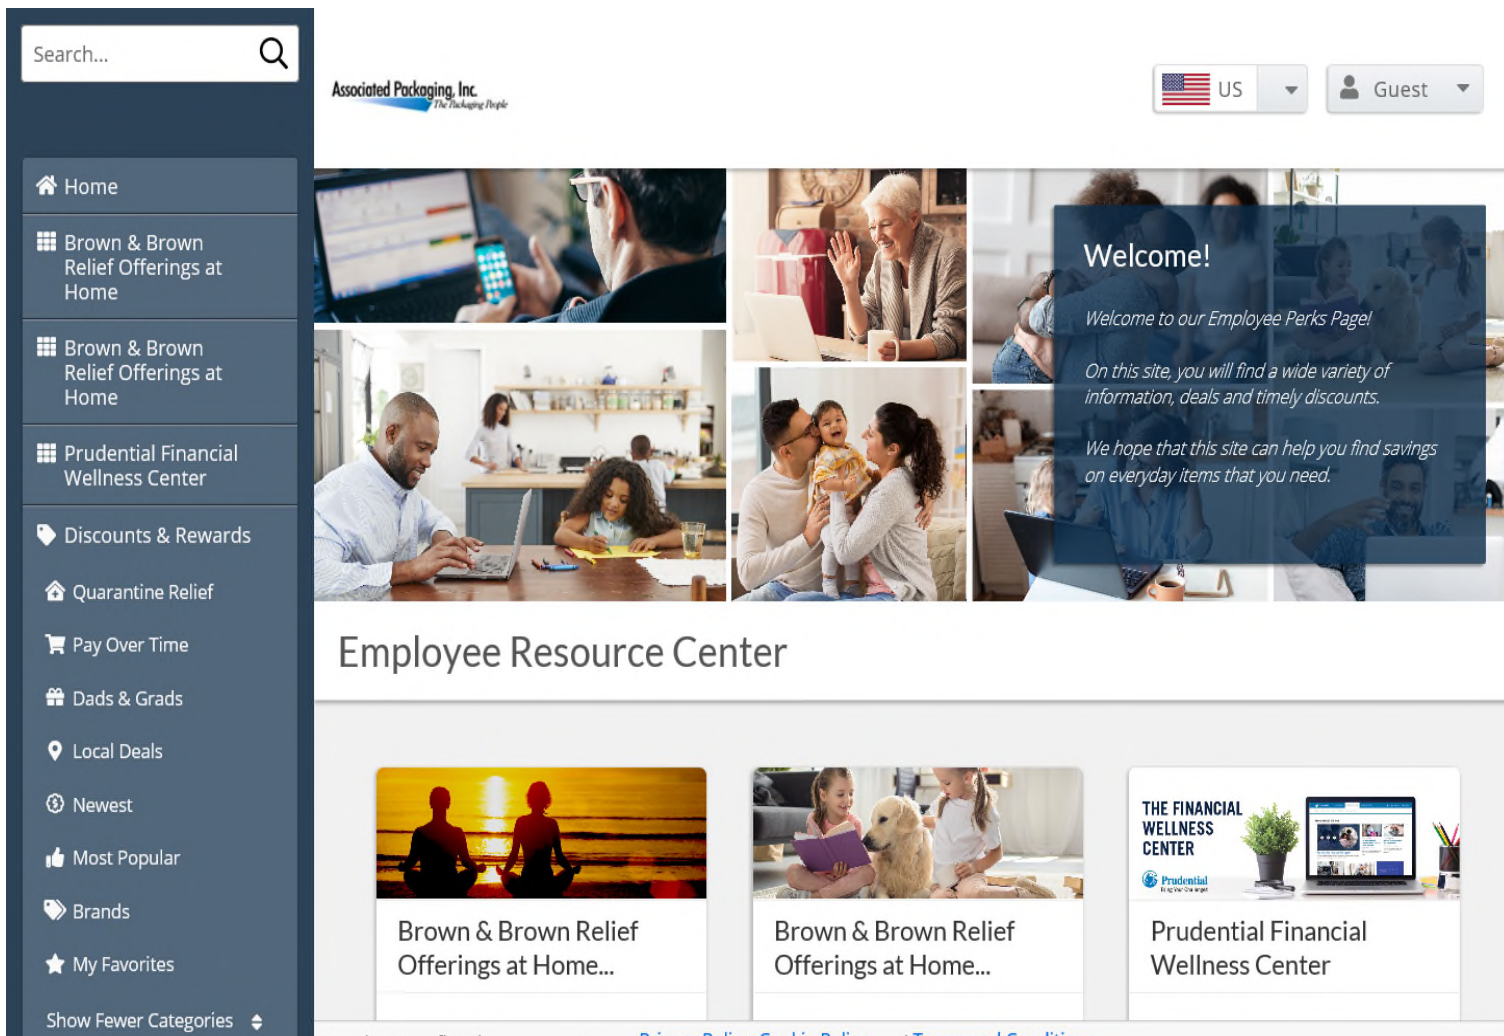 Search...
Associated Packaging, Inc.
The Packaging People
US
Guest
Home
Brown & Brown
Relief Offerings at
Home
Brown & Brown
Relief Offerings at
Home
Prudential Financial
Wellness Center
Discounts & Rewards
Quarantine Relief
Pay Over Time
Dads & Grads
Local Deals
Newest
Most Popular
Brands
My Favorites
Show Fewer Categories
Welcome!
Welcome to our Employee Perks Page!
On this site, you will find a wide variety of
information, deals and timely discounts.
We hope that this site can help you find savings
on everyday items that you need.
Employee Resource Center
Brown & Brown Relief
Offerings at Home...
Brown & Brown Relief
Offerings at Home...
THE FINANCIAL
WELLNESS
CENTER
Prudential
Bring Your Challenges
Prudential Financial
Wellness Center